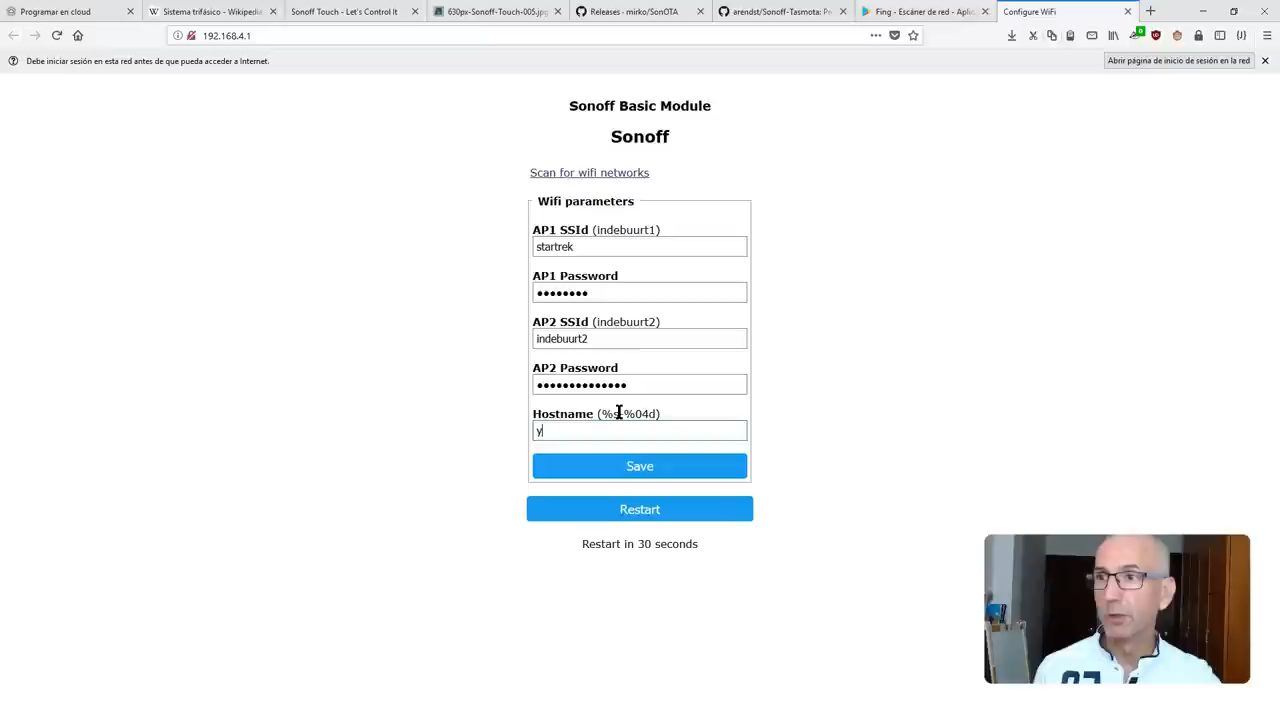 Programar en cloud
Sistema trifásico - Wikipedi
Sonoff Touch - Let's Control It
630px-Sonoff-Touch-005.jpg
Releases - mirko/SonOTA
arendst/Sonoff-Tasmota: Pr
Fing - Escáner de red - Aplic
Configure WiFi
192.168.4.1
Debe iniciar sesión en esta red antes de que pueda acceder a Internet.
Abrir página de inicio de sesión en la red
Sonoff Basic Module
Sonoff
Scan for wifi networks
Wifi parameters
AP1 SSId (indebuurt1)
startrek
AP1 Password
••••••••
AP2 SSId (indebuurt2)
indebuurt2
AP2 Password
••••••••••••••
Hostname (%s-%04d)
y
Save
Restart
Restart in 30 seconds